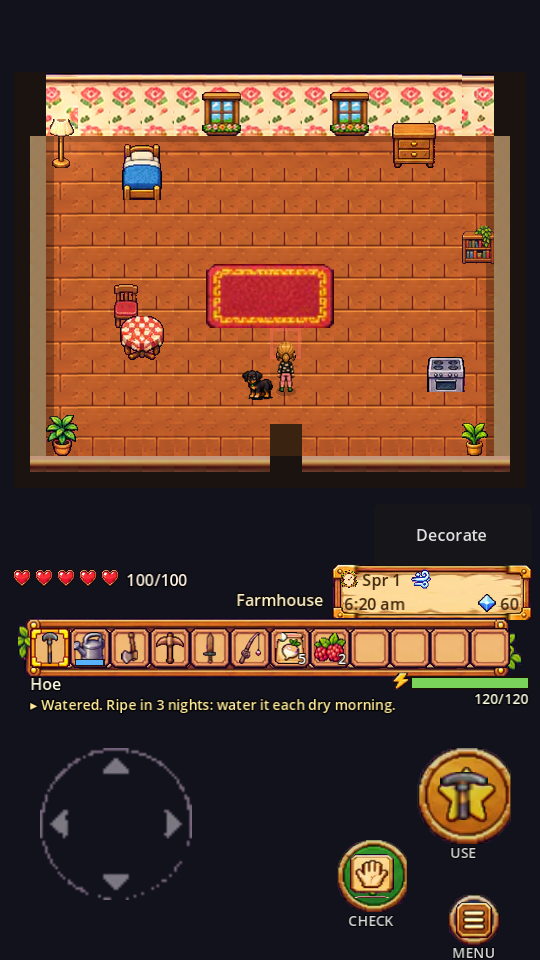 Decorate
100/100
Spr 1
Farmhouse
6:20 am
60
5
2
Hoe
120/120
▸ Watered. Ripe in 3 nights: water it each dry morning.
USE
CHECK
MENU